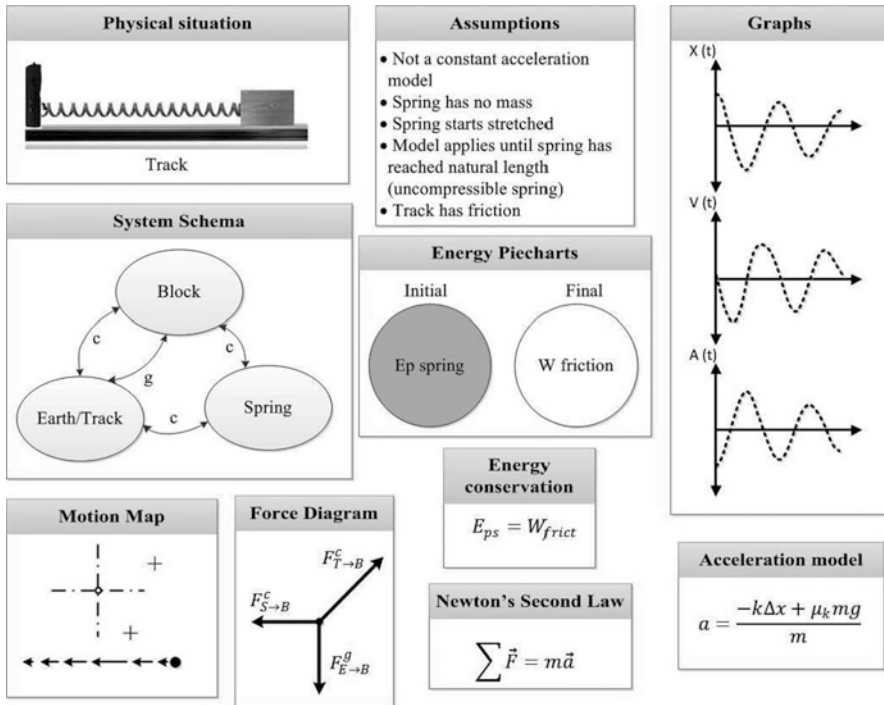 Physical situation
Track
Assumptions
• Not a constant acceleration
model
• Spring has no mass
• Spring starts stretched
• Model applies until spring has
reached natural length
(uncompressible spring)
• Track has friction
Graphs
X (t)
V (t)
A (t)
System Schema
Block
c
c
g
Earth/Track
c
Spring
Energy Piecharts
Initial
Final
Ep spring
W friction
Energy
conservation
E_ps = W_frict
Motion Map
+
+
Force Diagram
F^c_T→B
F^c_S→B
F^g_E→B
Newton's Second Law
∑ F⃗ = ma⃗
Acceleration model
a = (−kΔx + μ_k mg) / m